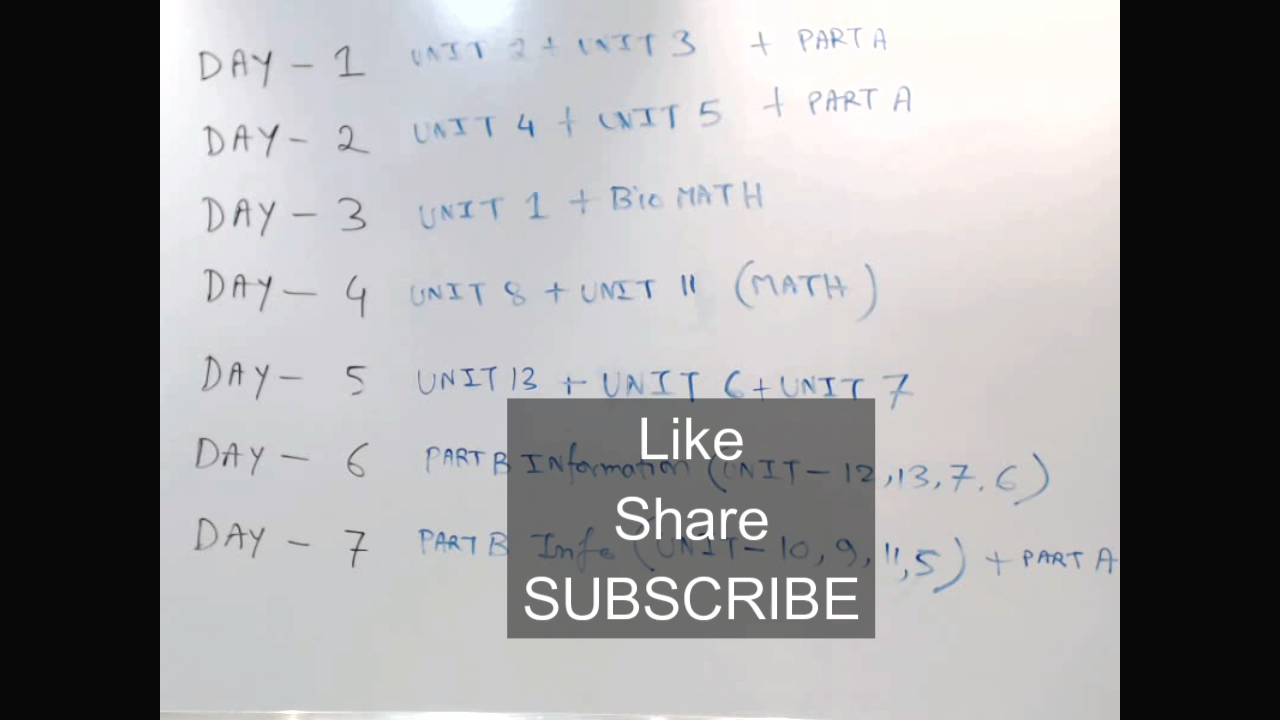 DAY - 1 UNIT 2 + UNIT 3 + PART A
DAY - 2 UNIT 4 + UNIT 5 + PART A
DAY - 3 UNIT 1 + Bio MATH
DAY - 4 UNIT 8 + UNIT 11 (MATH)
DAY - 5 UNIT 13 + UNIT 6 + UNIT 7
DAY - 6 PART B INformation (UNIT - 12, 13, 7. 6)
DAY - 7 PART B Info (UNIT - 10, 9, 11, 5) + PART A
Like
Share
SUBSCRIBE